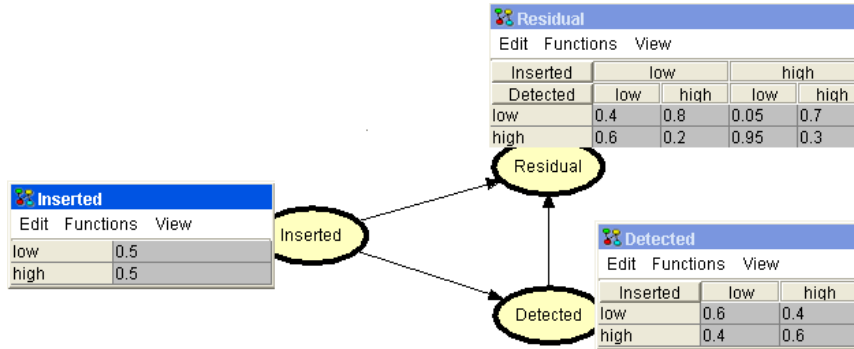 Residual
Edit Functions View
Inserted low high
Detected low high low high
low 0.4 0.8 0.05 0.7
high 0.6 0.2 0.95 0.3
Residual
Inserted
Edit Functions View
low 0.5
high 0.5
Inserted
Detected
Edit Functions View
Inserted low high
low 0.6 0.4
high 0.4 0.6
Detected